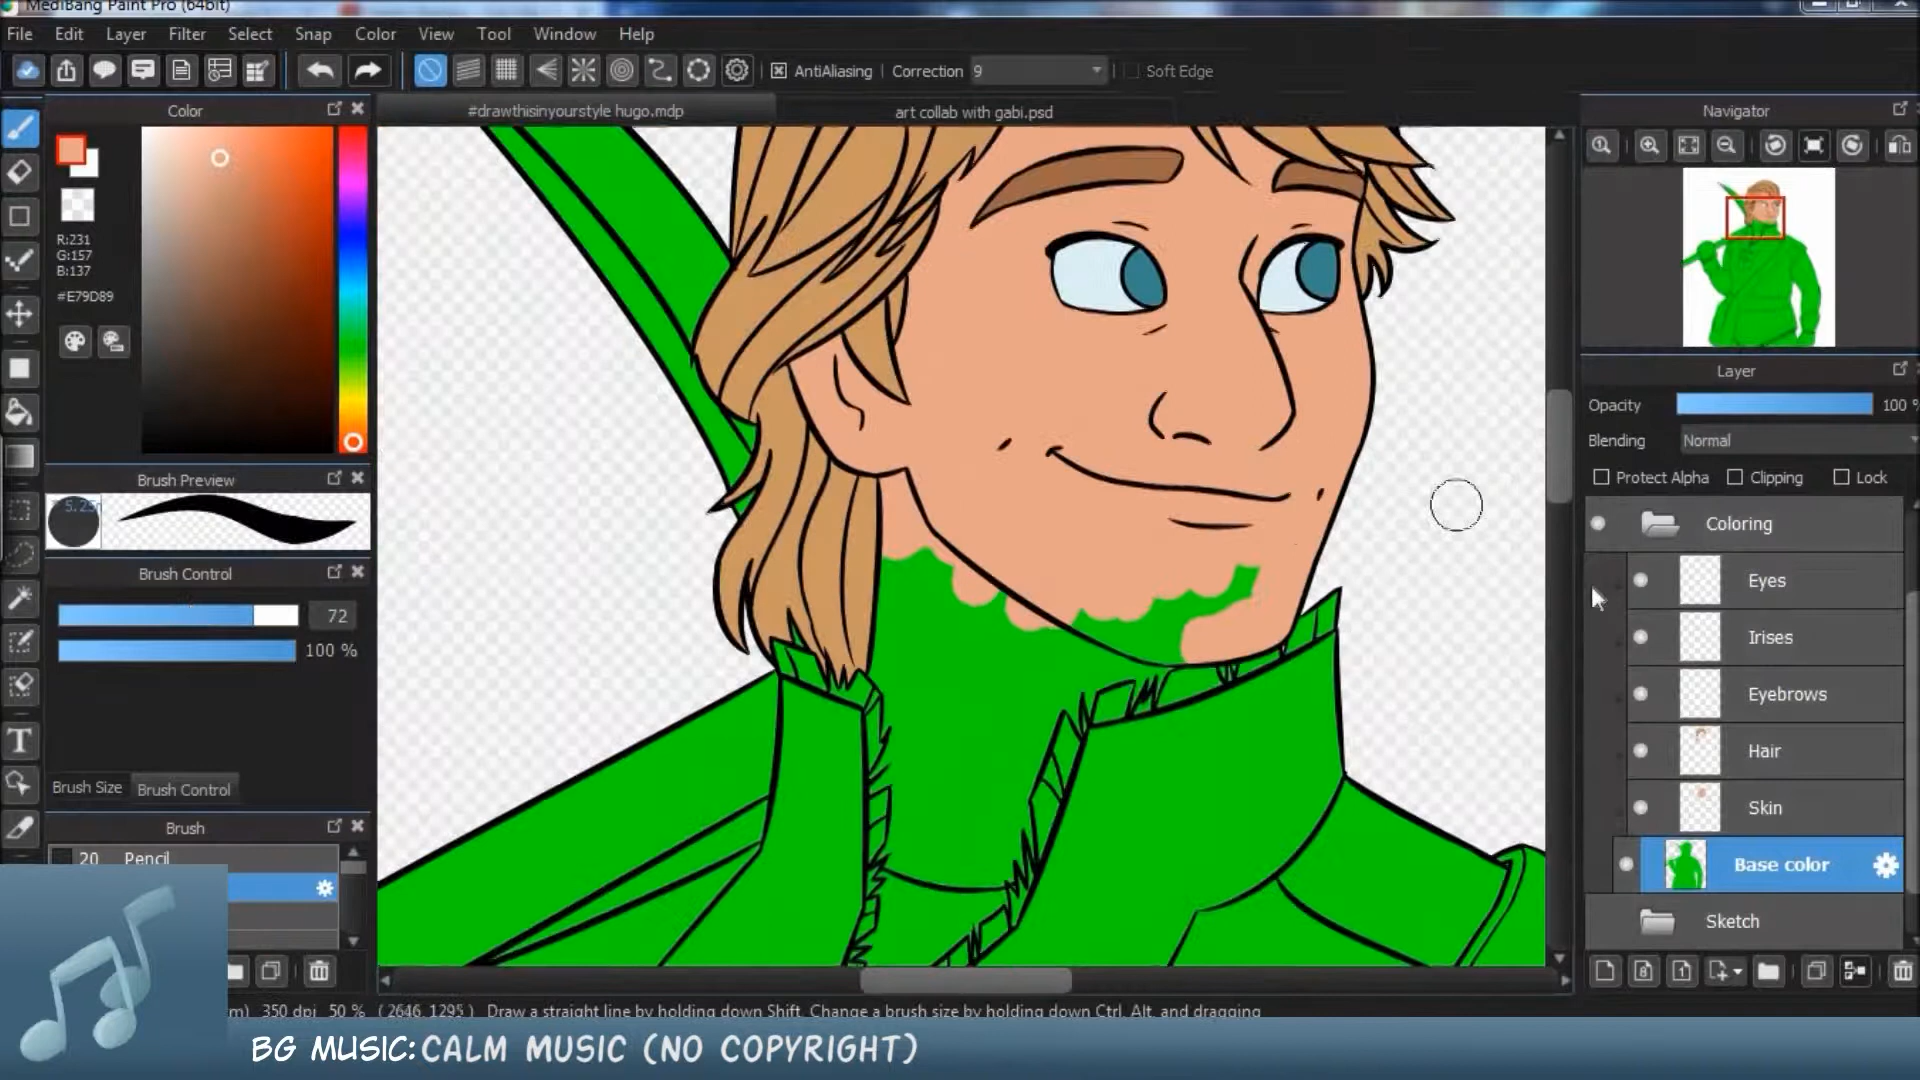 MediBang Paint Pro (64bit)
File Edit Layer Filter Select Snap Color View Tool Window Help
AntiAliasing Correction 9 Soft Edge
Color
#drawthisinyourstyle hugo.mdp
art collab with gabi.psd
Navigator
R:231
G:157
B:137
#E79D89
Layer
Opacity 100 %
Blending Normal
Protect Alpha Clipping Lock
Brush Preview
Coloring
Brush Control
Eyes
72
Irises
100 %
Eyebrows
Hair
Brush Size Brush Control
Skin
Brush
20 Pencil
Base color
Sketch
m) 350 dpi 50 % (2646,1295) Draw a straight line by holding down Shift. Change a brush size by holding down Ctrl, Alt, and dragging
BG MUSIC: CALM MUSIC (NO COPYRIGHT)